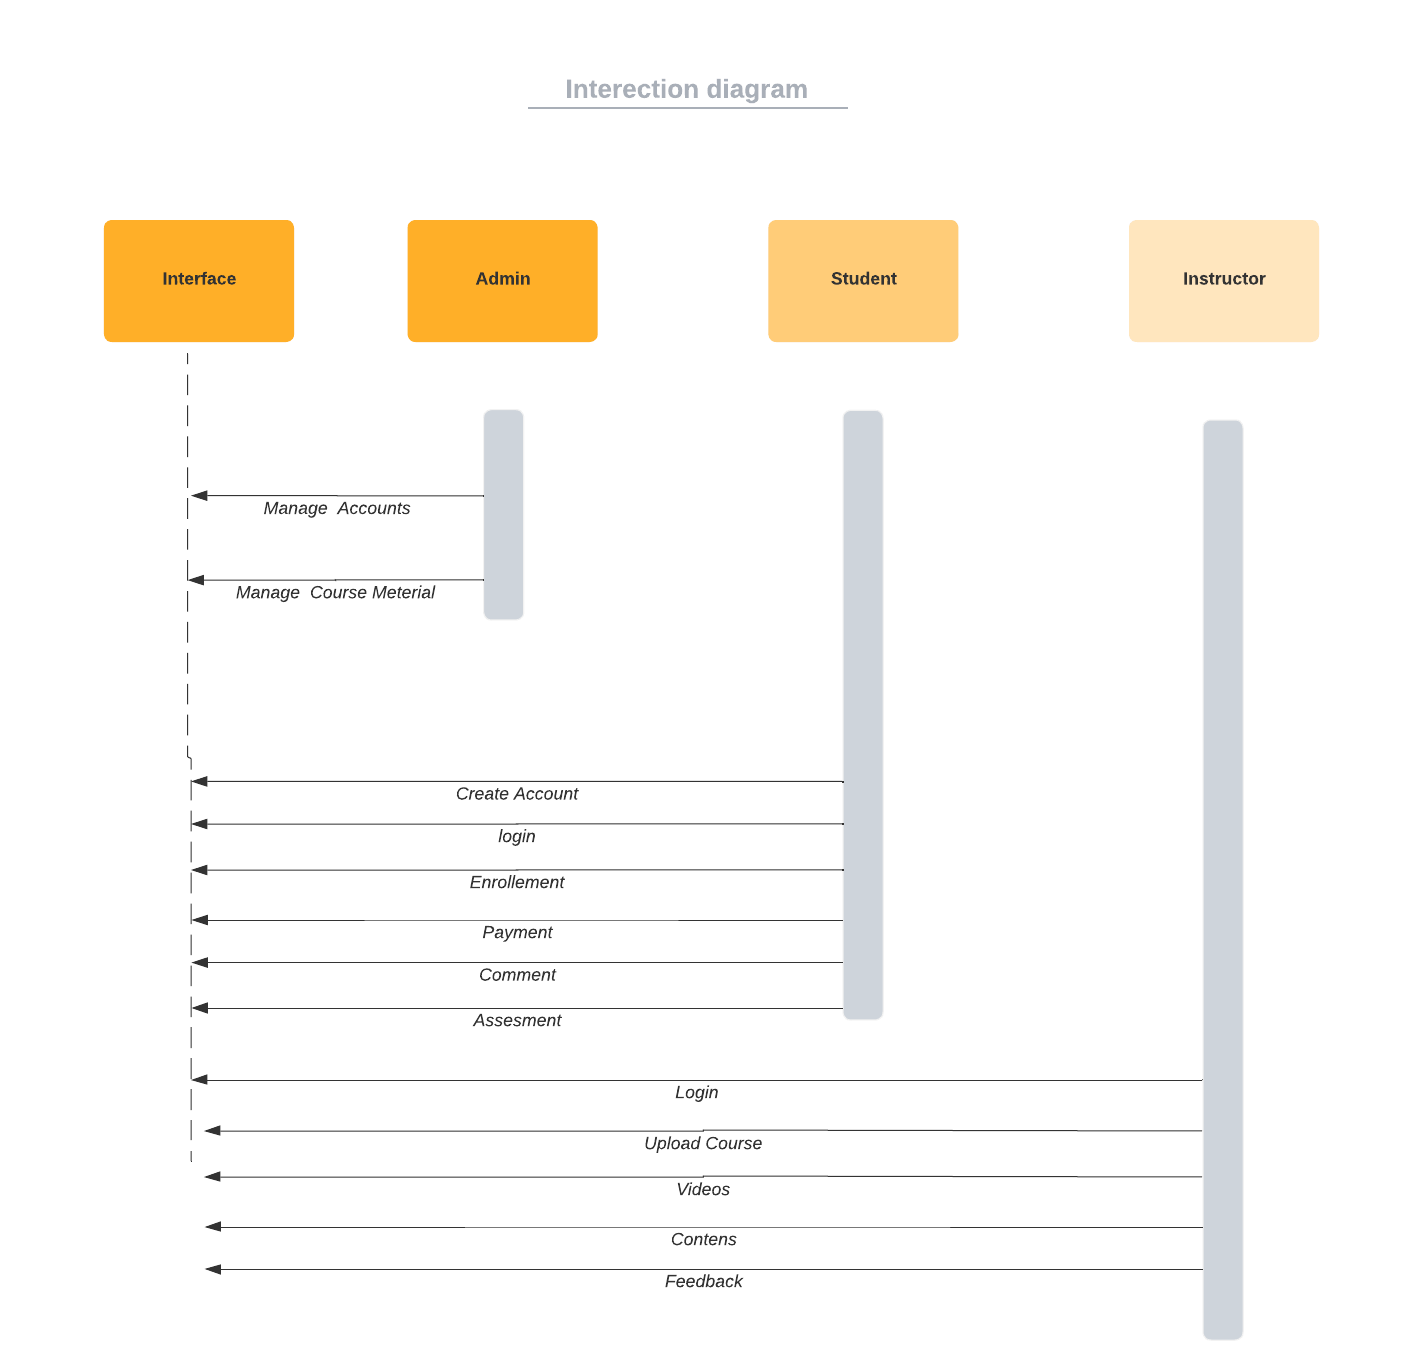 Interection diagram
Interface
Admin
Student
Instructor
Manage  Accounts
Manage  Course Meterial
Create Account
login
Enrollement
Payment
Comment
Assesment
Login
Upload Course
Videos
Contens
Feedback